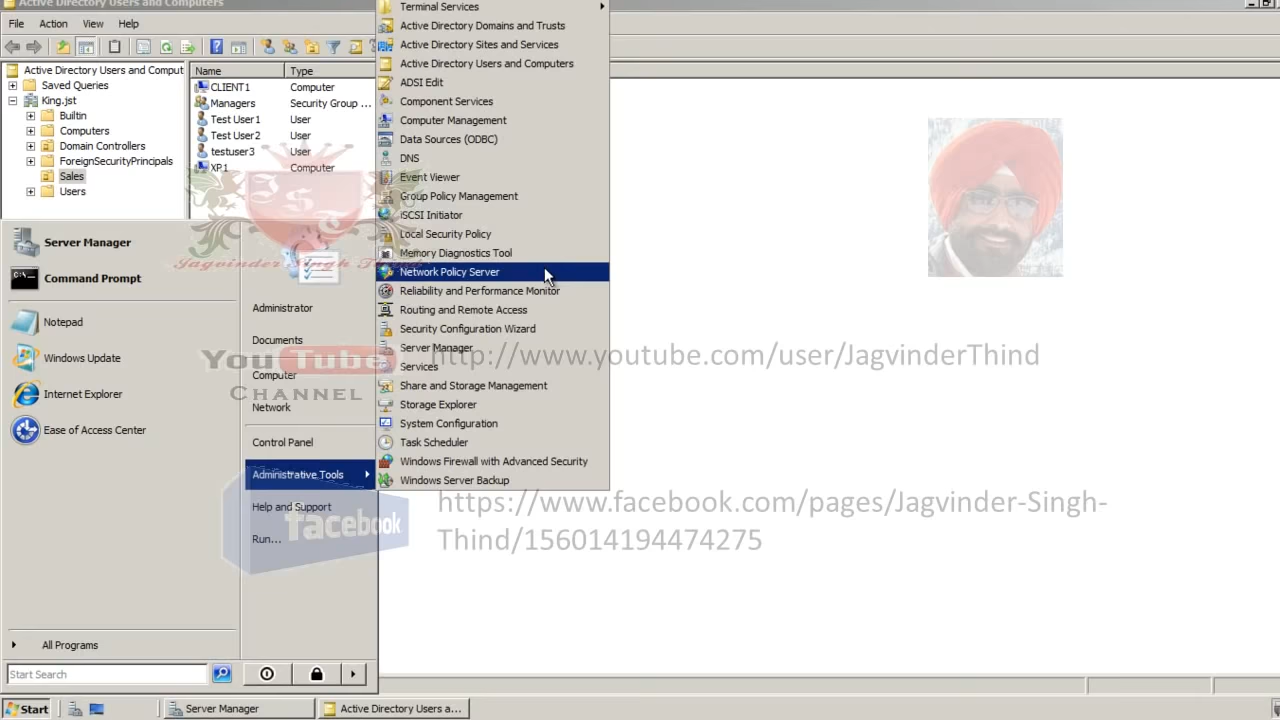 Active Directory Users and Computers
File Action View Help
Active Directory Users and Comput
Saved Queries
King.jst
Builtin
Computers
Domain Controllers
ForeignSecurityPrincipals
Sales
Users
Name Type
CLIENT1 Computer
Managers Security Group ...
Test User1 User
Test User2 User
testuser3 User
XP1 Computer
Jagvinder Singh Thind
Server Manager
Command Prompt
Notepad
Windows Update
Internet Explorer
Ease of Access Center
All Programs
Start Search
Administrator
Documents
Computer
Network
Control Panel
Administrative Tools
Help and Support
Run...
Terminal Services
Active Directory Domains and Trusts
Active Directory Sites and Services
Active Directory Users and Computers
ADSI Edit
Component Services
Computer Management
Data Sources (ODBC)
DNS
Event Viewer
Group Policy Management
iSCSI Initiator
Local Security Policy
Memory Diagnostics Tool
Network Policy Server
Reliability and Performance Monitor
Routing and Remote Access
Security Configuration Wizard
Server Manager
Services
Share and Storage Management
Storage Explorer
System Configuration
Task Scheduler
Windows Firewall with Advanced Security
Windows Server Backup
YouTube
CHANNEL
http://www.youtube.com/user/JagvinderThind
facebook
https://www.facebook.com/pages/Jagvinder-Singh-
Thind/156014194474275
Start Server Manager Active Directory Users a...